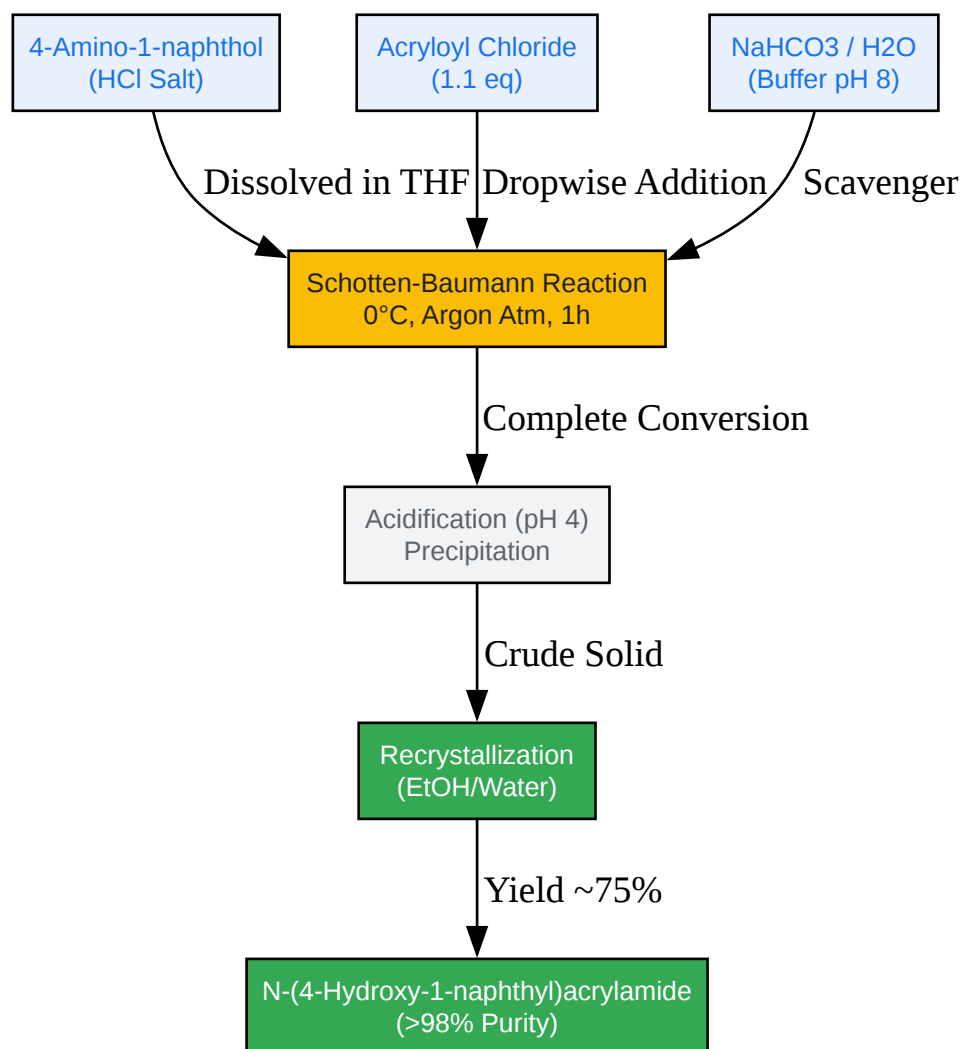 4-Amino-1-naphthol
(HCl Salt)
Acryloyl Chloride
(1.1 eq)
NaHCO3 / H2O
(Buffer pH 8)
Dissolved in THF
Dropwise Addition
Scavenger
Schotten-Baumann Reaction
0°C, Argon Atm, 1h
Complete Conversion
Acidification (pH 4)
Precipitation
Crude Solid
Recrystallization
(EtOH/Water)
Yield ~75%
N-(4-Hydroxy-1-naphthyl)acrylamide
(>98% Purity)